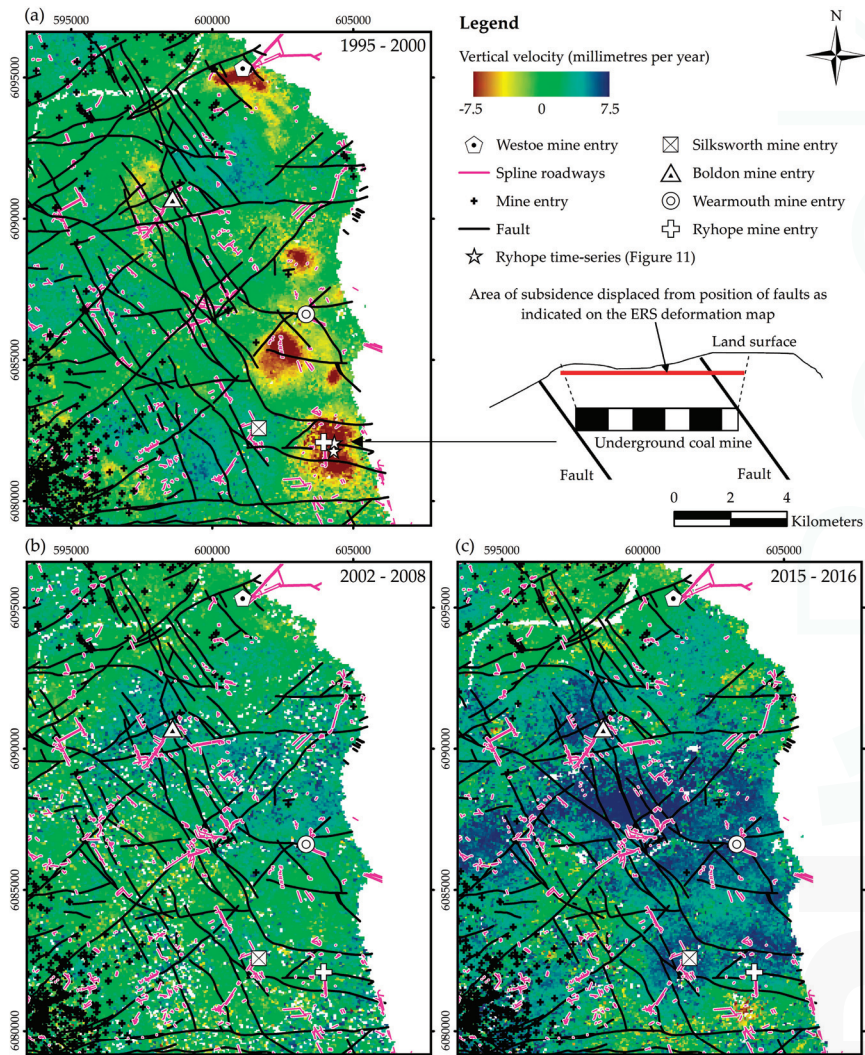 (a)
595000 600000 605000
1995 - 2000
6095000
6090000
6085000
6080000
Legend
Vertical velocity (millimetres per year)
-7.5 0 7.5
Westoe mine entry
Spline roadways
Mine entry
Fault
Ryhope time-series (Figure 11)
Silksworth mine entry
Boldon mine entry
Wearmouth mine entry
Ryhope mine entry
N
Area of subsidence displaced from position of faults as
indicated on the ERS deformation map
Land surface
Underground coal mine
Fault
Fault
0 2 4
Kilometers
(b)
595000 600000 605000
2002 - 2008
6095000
6090000
6085000
6080000
(c)
595000 600000 605000
2015 - 2016
6095000
6090000
6085000
6080000